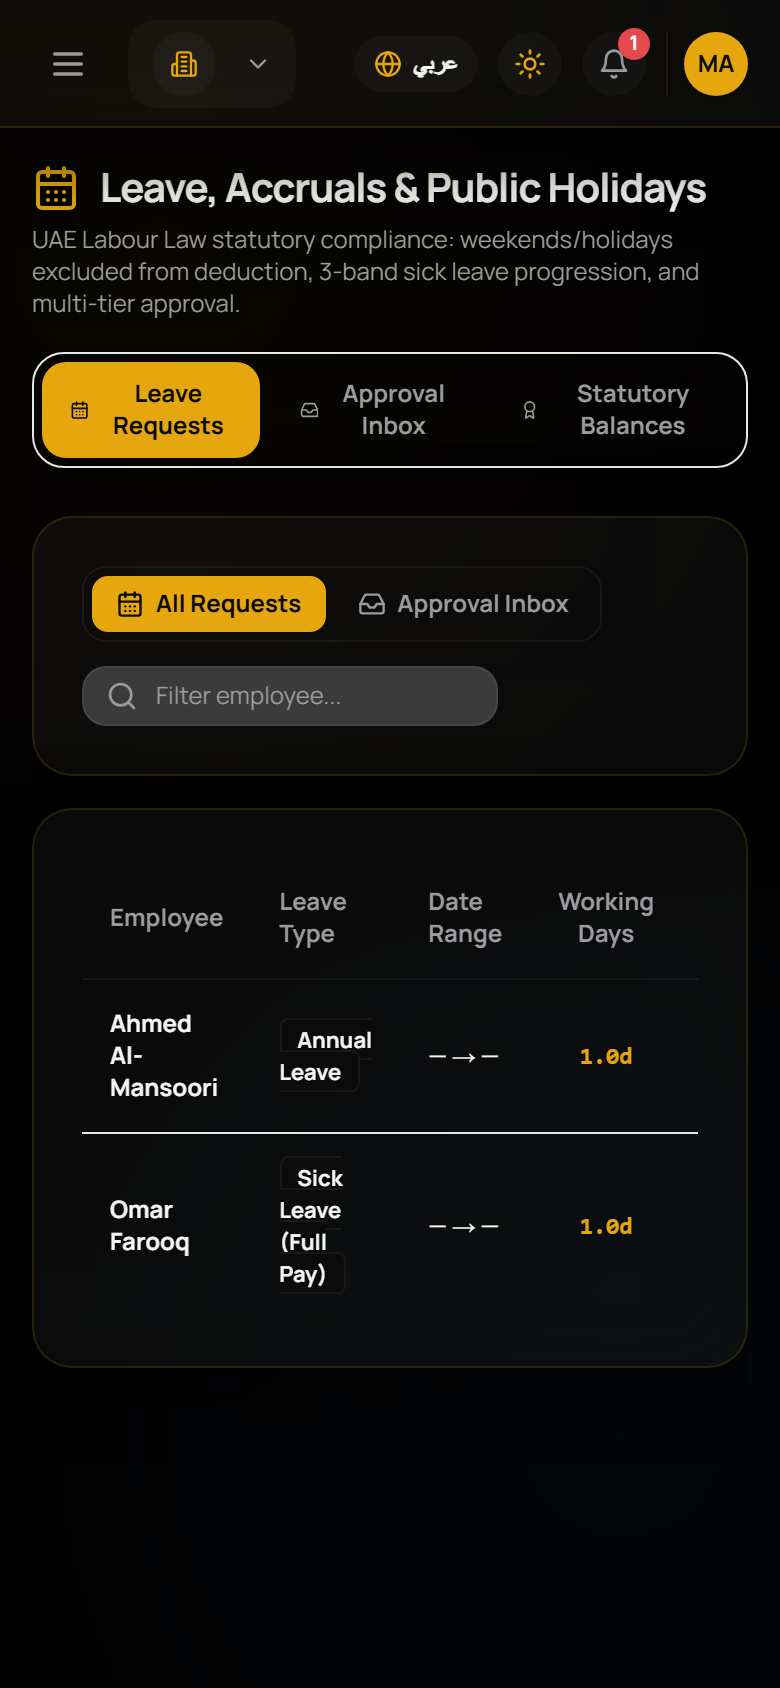 عربي
1
MA
Leave, Accruals & Public Holidays
UAE Labour Law statutory compliance: weekends/holidays
excluded from deduction, 3-band sick leave progression, and
multi-tier approval.
Leave
Requests
Approval
Inbox
Statutory
Balances
All Requests
Approval Inbox
Filter employee...
Employee
Leave
Type
Date
Range
Working
Days
Ahmed
Al-
Mansoori
Annual
Leave
—→—
1.0d
Omar
Farooq
Sick
Leave
(Full
Pay)
—→—
1.0d